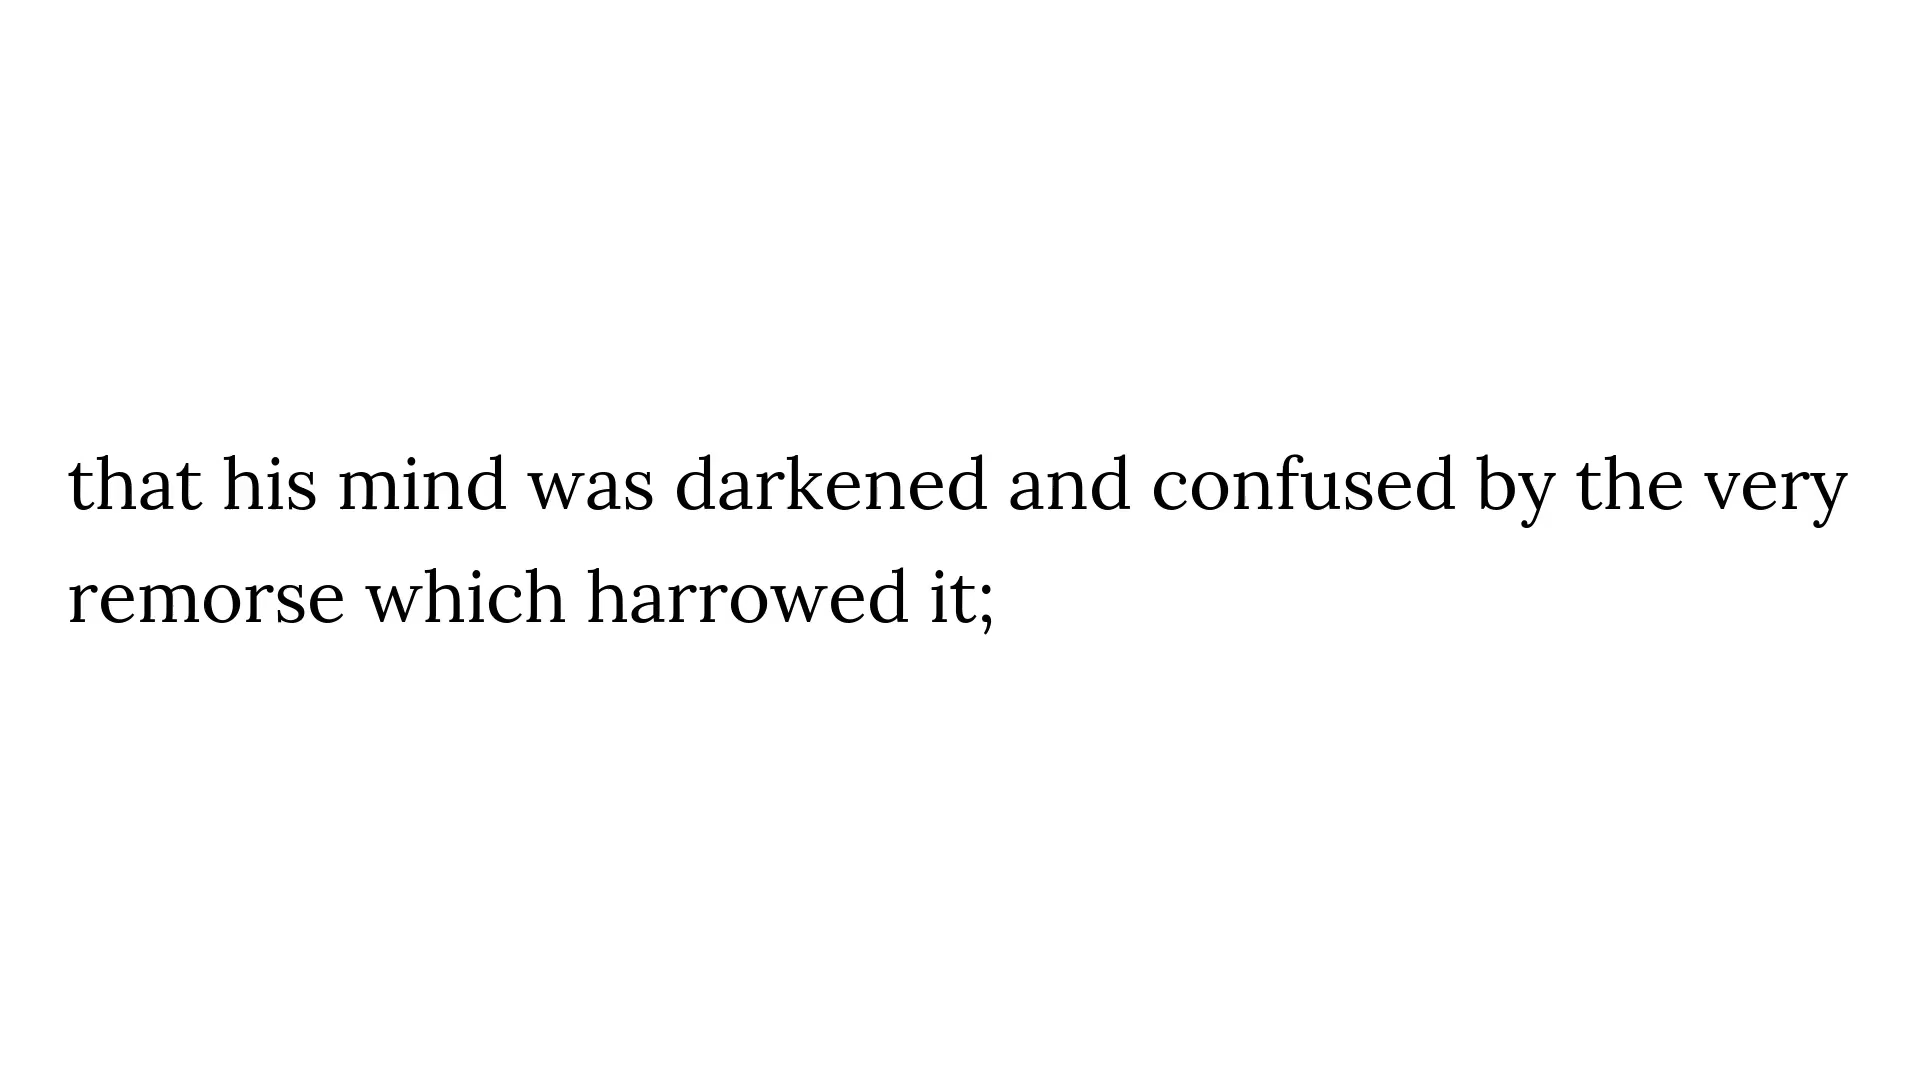 that his mind was darkened and confused by the very
remorse which harrowed it;